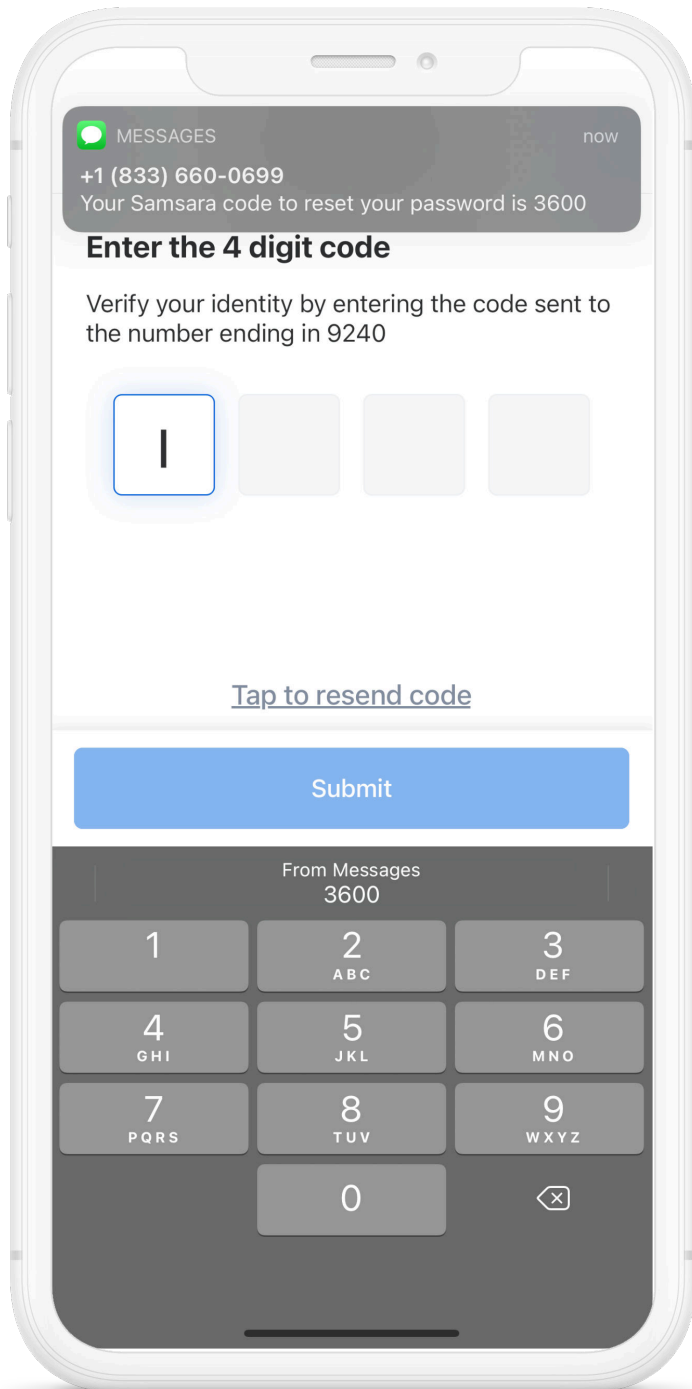 MESSAGES now
+1 (833) 660-0699
Your Samsara code to reset your password is 3600
Enter the 4 digit code
Verify your identity by entering the code sent to
the number ending in 9240
Tap to resend code
Submit
From Messages
3600
1 2 3
ABC DEF
4 5 6
GHI JKL MNO
7 8 9
PQRS TUV WXYZ
0